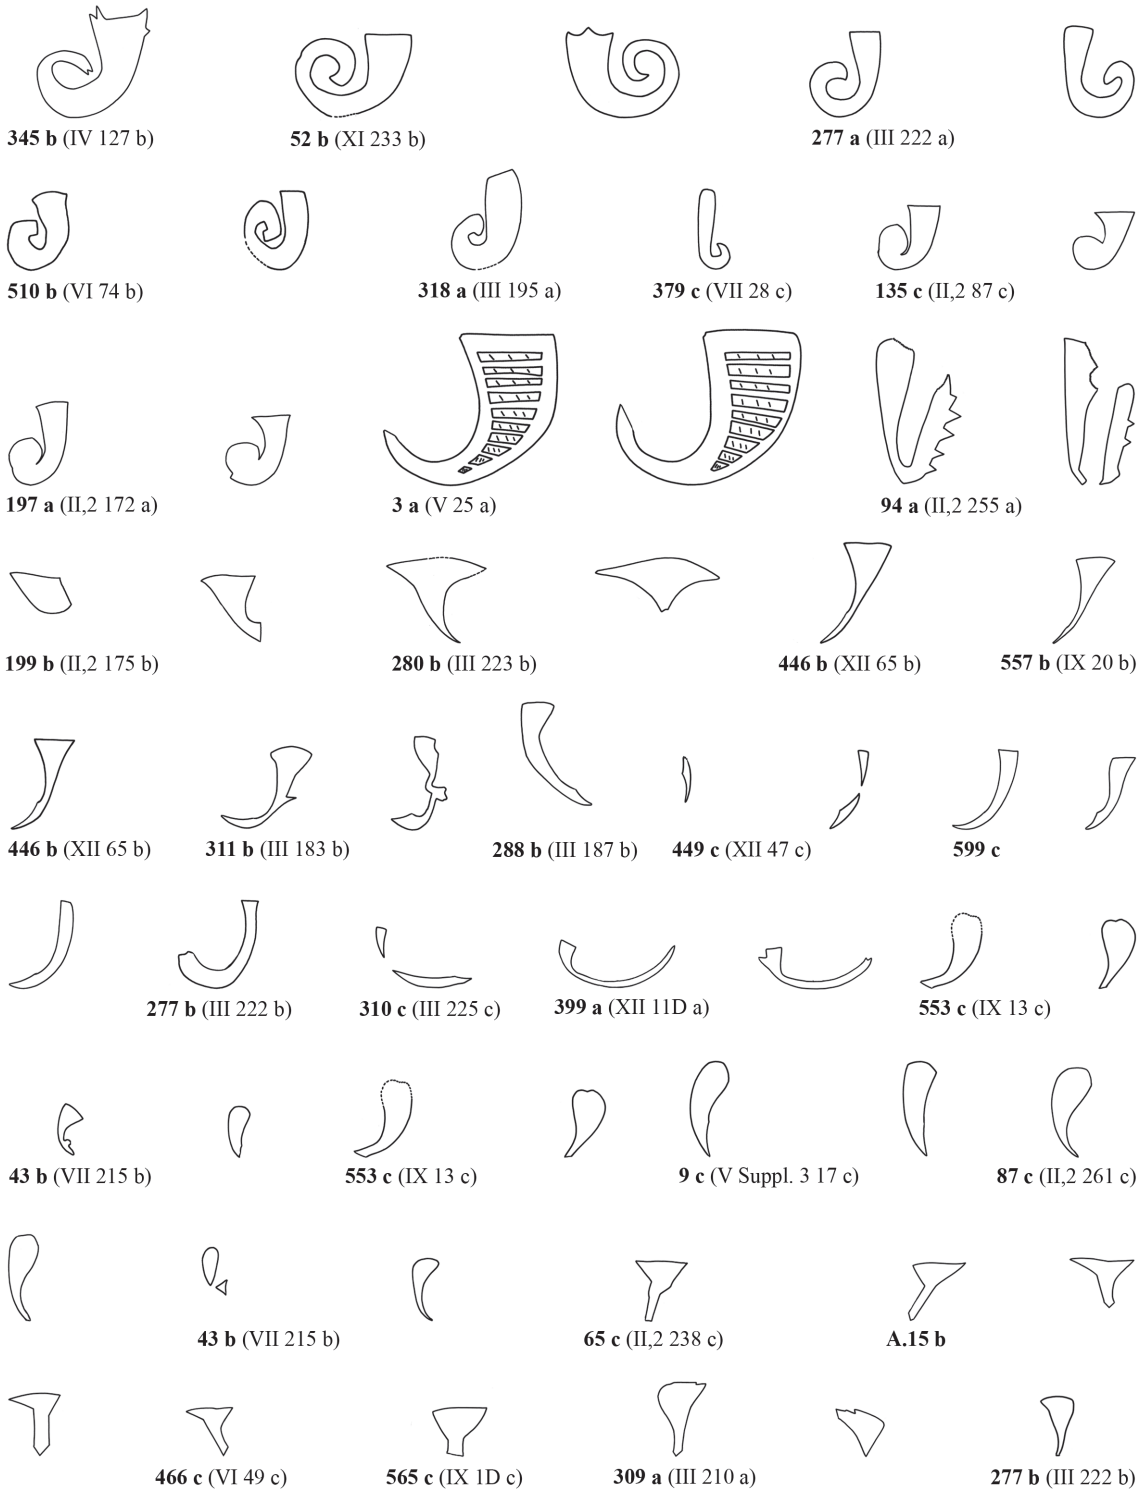 345 b (IV 127 b) 52 b (XI 233 b) 277 a (III 222 a)
510 b (VI 74 b) 318 a (III 195 a) 379 c (VII 28 c) 135 c (II,2 87 c)
197 a (II,2 172 a) 3 a (V 25 a) 94 a (II,2 255 a)
199 b (II,2 175 b) 280 b (III 223 b) 446 b (XII 65 b) 557 b (IX 20 b)
446 b (XII 65 b) 311 b (III 183 b) 288 b (III 187 b) 449 c (XII 47 c) 599 c
277 b (III 222 b) 310 c (III 225 c) 399 a (XII 11D a) 553 c (IX 13 c)
43 b (VII 215 b) 553 c (IX 13 c) 9 c (V Suppl. 3 17 c) 87 c (II,2 261 c)
43 b (VII 215 b) 65 c (II,2 238 c) A.15 b
466 c (VI 49 c) 565 c (IX 1D c) 309 a (III 210 a) 277 b (III 222 b)